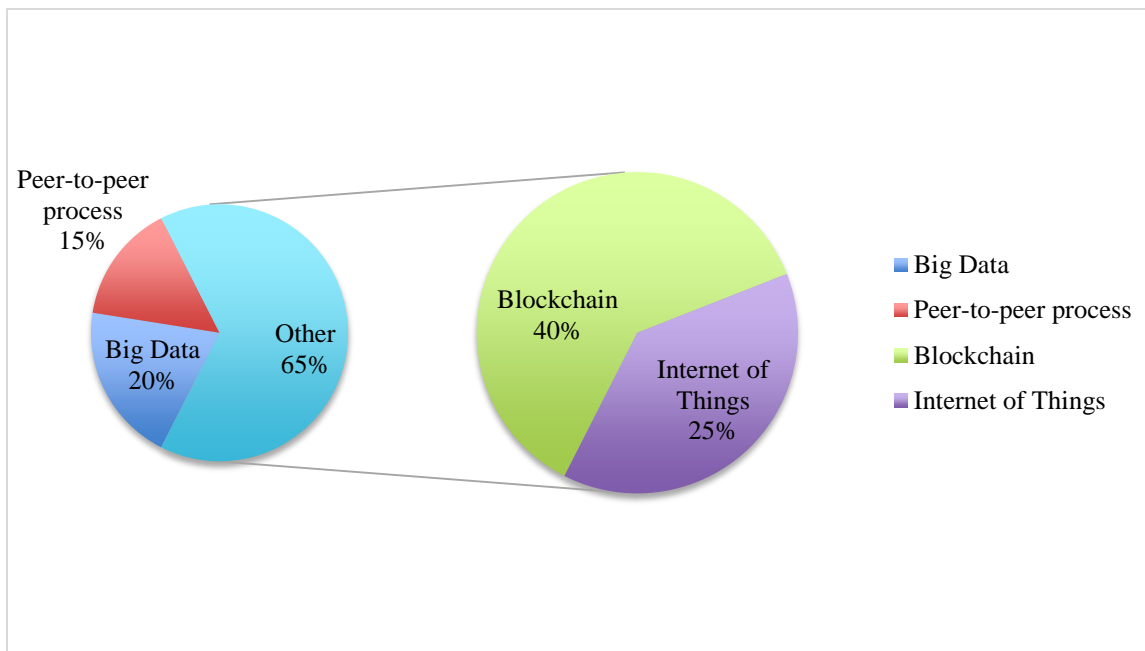 Peer-to-peer
process
15%
Big Data
20%
Other
65%
Blockchain
40%
Internet of
Things
25%
Big Data
Peer-to-peer process
Blockchain
Internet of Things